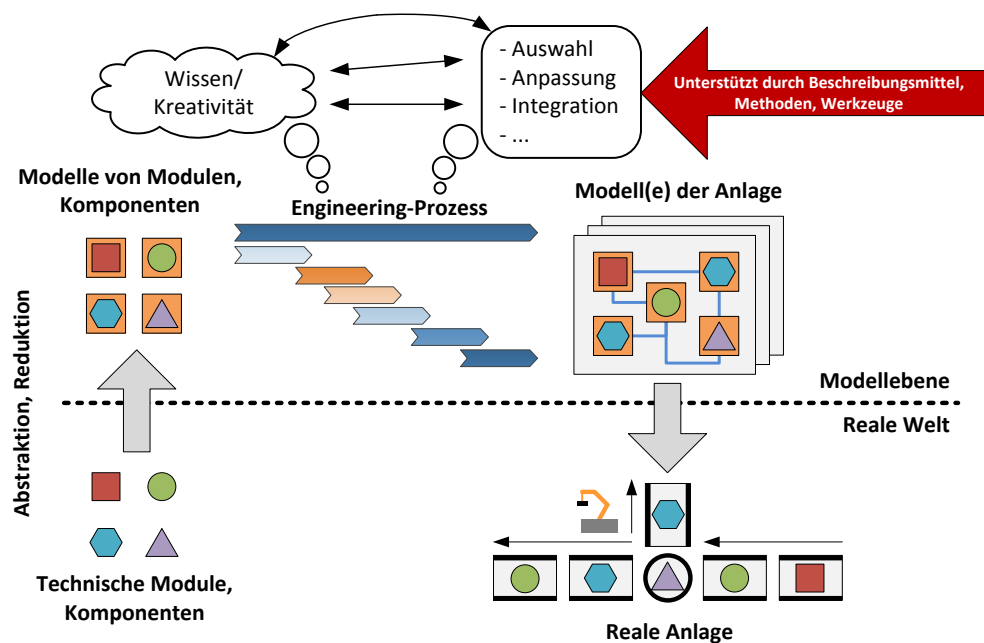 Wissen/
Kreativität
- Auswahl
- Anpassung
- Integration
- ...
Unterstützt durch Beschreibungsmittel,
Methoden, Werkzeuge
Modelle von Modulen,
Komponenten
Engineering-Prozess
Modell(e) der Anlage
Abstraktion, Reduktion
Modellebene
Reale Welt
Technische Module,
Komponenten
Reale Anlage